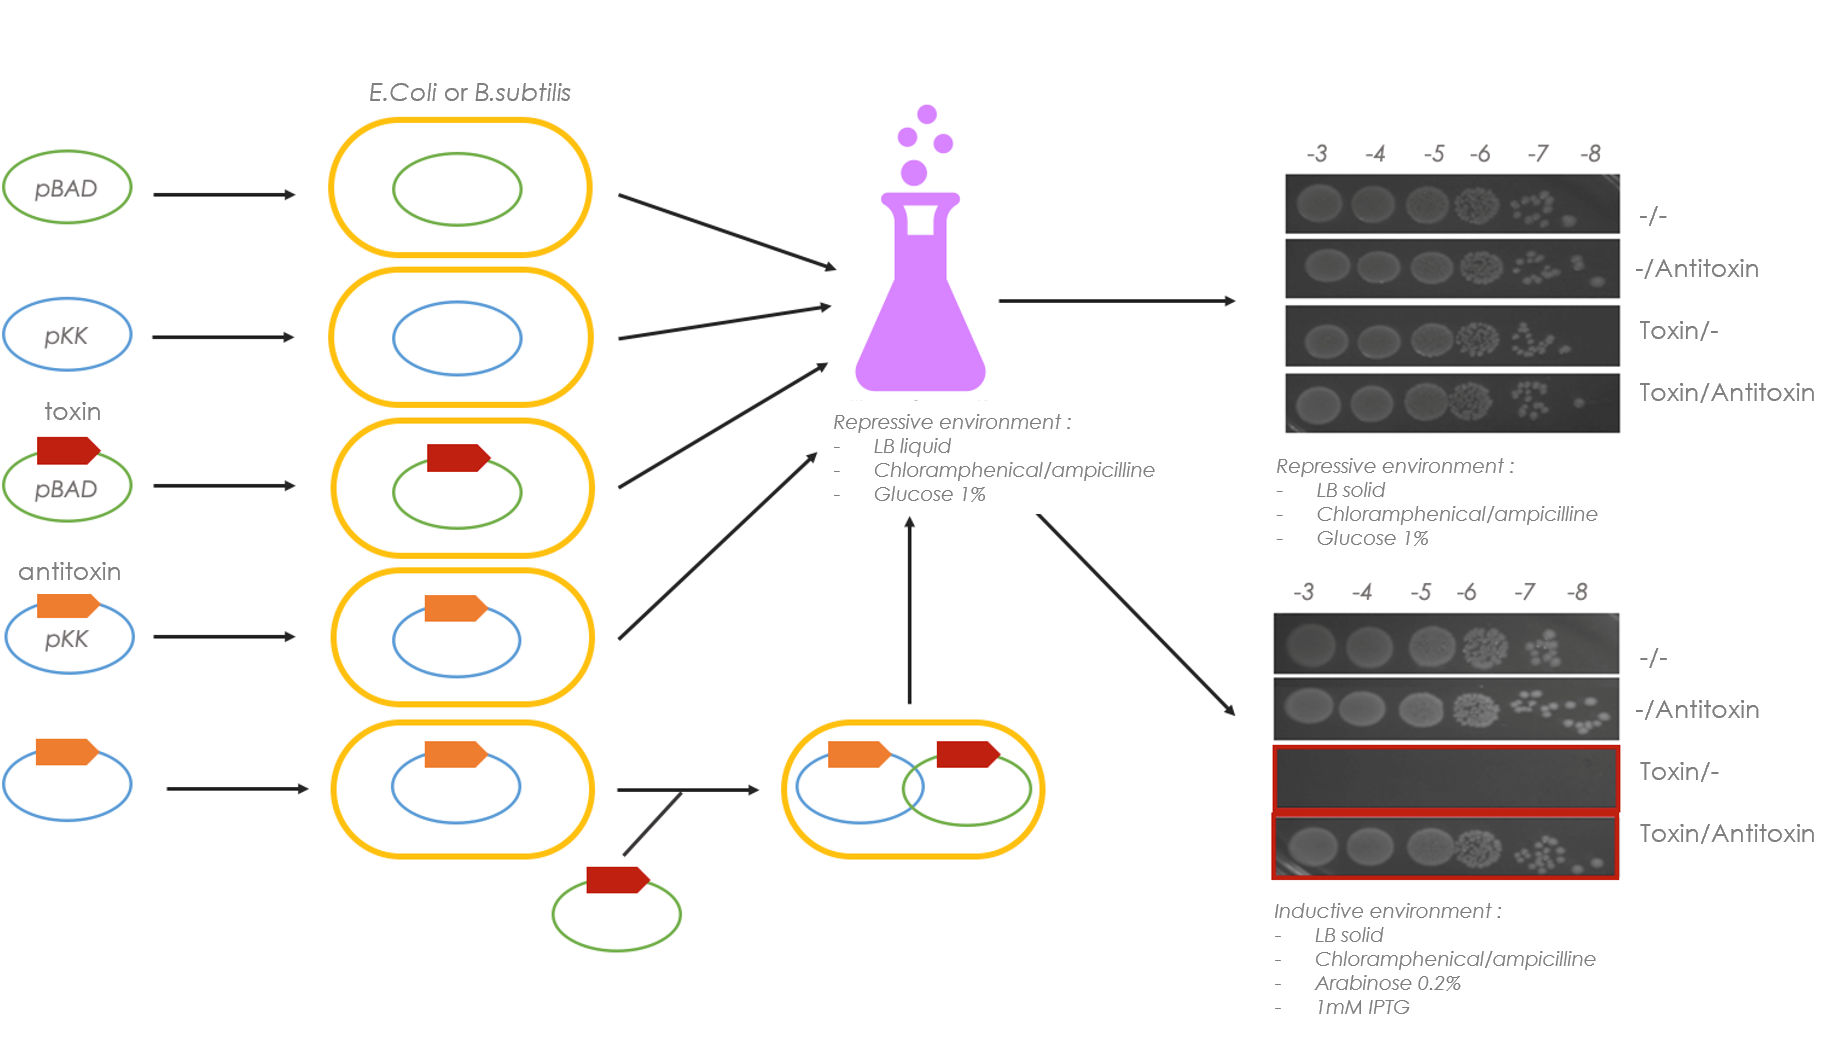 E.Coli or B.subtilis
pBAD
pKK
toxin
pBAD
antitoxin
pKK
Repressive environment :
- LB liquid
- Chloramphenical/ampicilline
- Glucose 1%
-3 -4 -5 -6 -7 -8
-/-
-/Antitoxin
Toxin/-
Toxin/Antitoxin
Repressive environment :
- LB solid
- Chloramphenical/ampicilline
- Glucose 1%
-3 -4 -5 -6 -7 -8
-/-
-/Antitoxin
Toxin/-
Toxin/Antitoxin
Inductive environment :
- LB solid
- Chloramphenical/ampicilline
- Arabinose 0.2%
- 1mM IPTG